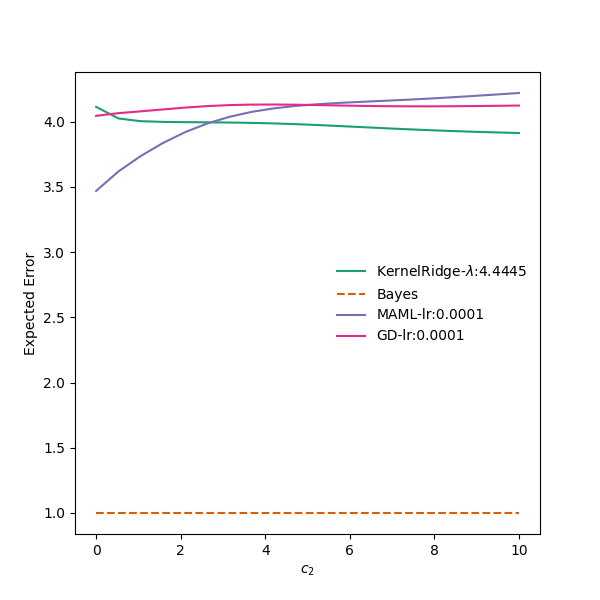 4.0
3.5
3.0
2.5
2.0
1.5
1.0
Expected Error
KernelRidge-λ:4.4445
Bayes
MAML-lr:0.0001
GD-lr:0.0001
0 2 4 6 8 10
c₂